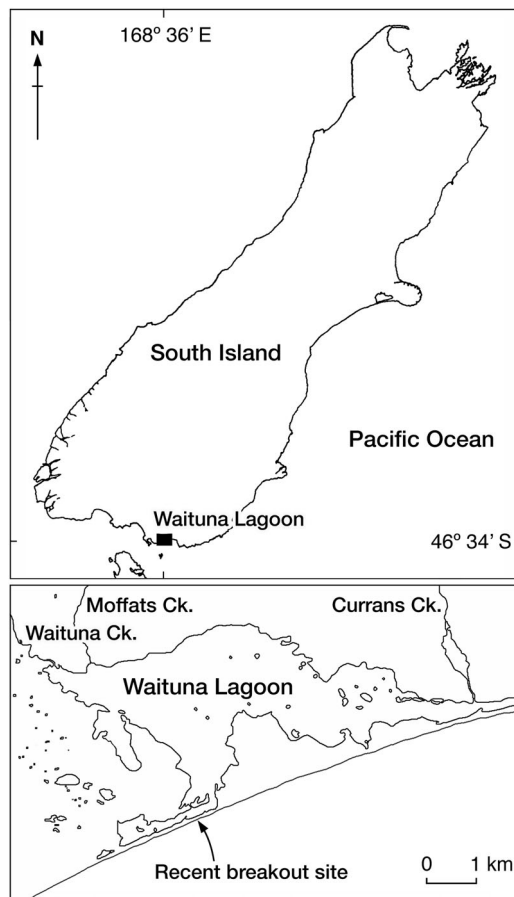 168º 36’ E
N
South Island
Pacific Ocean
Waituna Lagoon
46º 34’ S
Moffats Ck.
Currans Ck.
Waituna Ck.
Waituna Lagoon
Recent breakout site
0 1 km